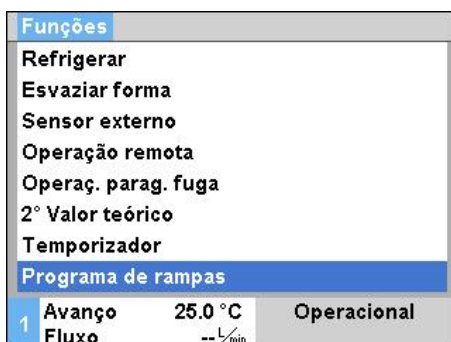 Funções
Refrigerar
Esvaziar forma
Sensor externo
Operação remota
Operaç. parag. fuga
2° Valor teórico
Temporizador
Programa de rampas
1 Avanço 25.0 °C Operacional
Fluxo -- L/min